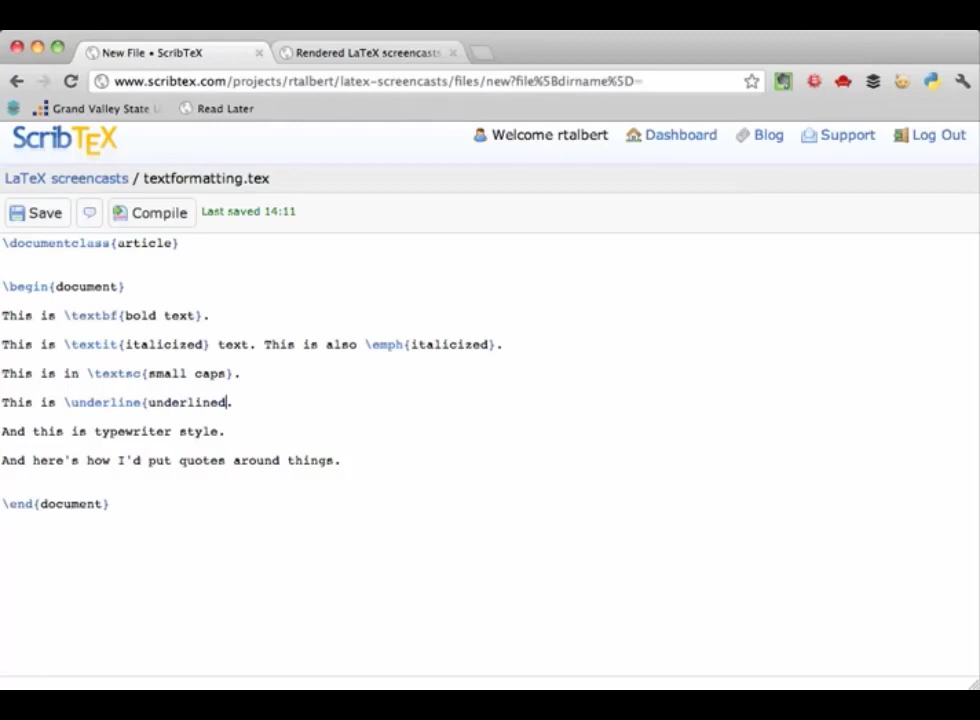 New File • ScribTeX
Rendered LaTeX screencasts
www.scribtex.com/projects/rtalbert/latex-screencasts/files/new?file%5Bdirname%5D=
Grand Valley State U
Read Later
ScribTEX
Welcome rtalbert
Dashboard
Blog
Support
Log Out
LaTeX screencasts / textformatting.tex
Save
Compile
Last saved 14:11
\documentclass{article}
\begin{document}
This is \textbf{bold text}.
This is \textit{italicized} text. This is also \emph{italicized}.
This is in \textsc{small caps}.
This is \underline{underlined.
And this is typewriter style.
And here's how I'd put quotes around things.
\end{document}